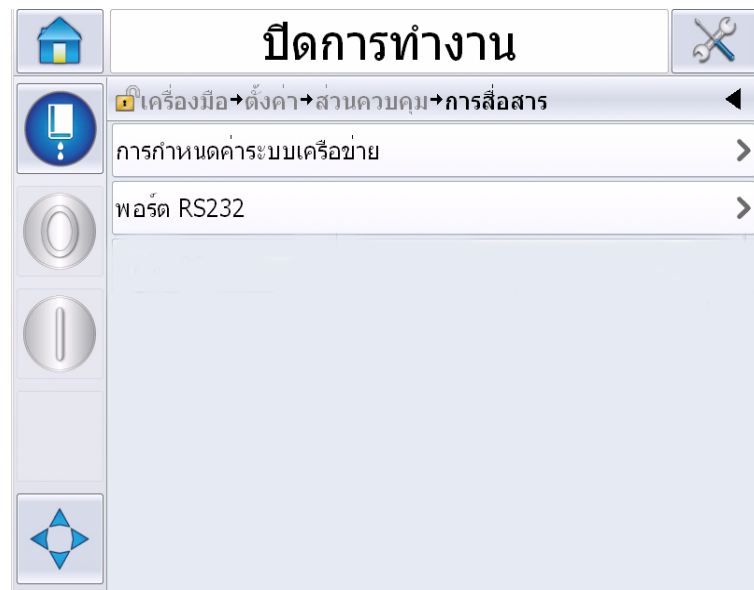 ปิดการทำงาน
เครื่องมือ→ตั้งค่า→ส่วนควบคุม→การสื่อสาร
การกำหนดค่าระบบเครือข่าย
พอร์ต RS232